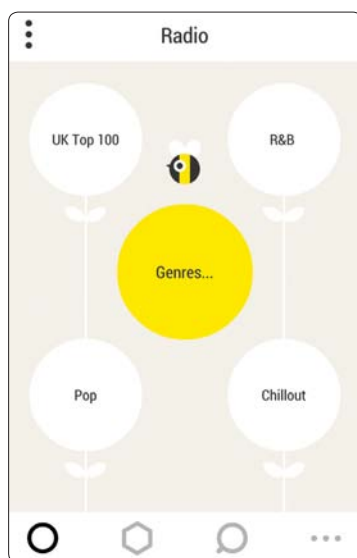 Radio
UK Top 100
R&B
Genres...
Pop
Chillout